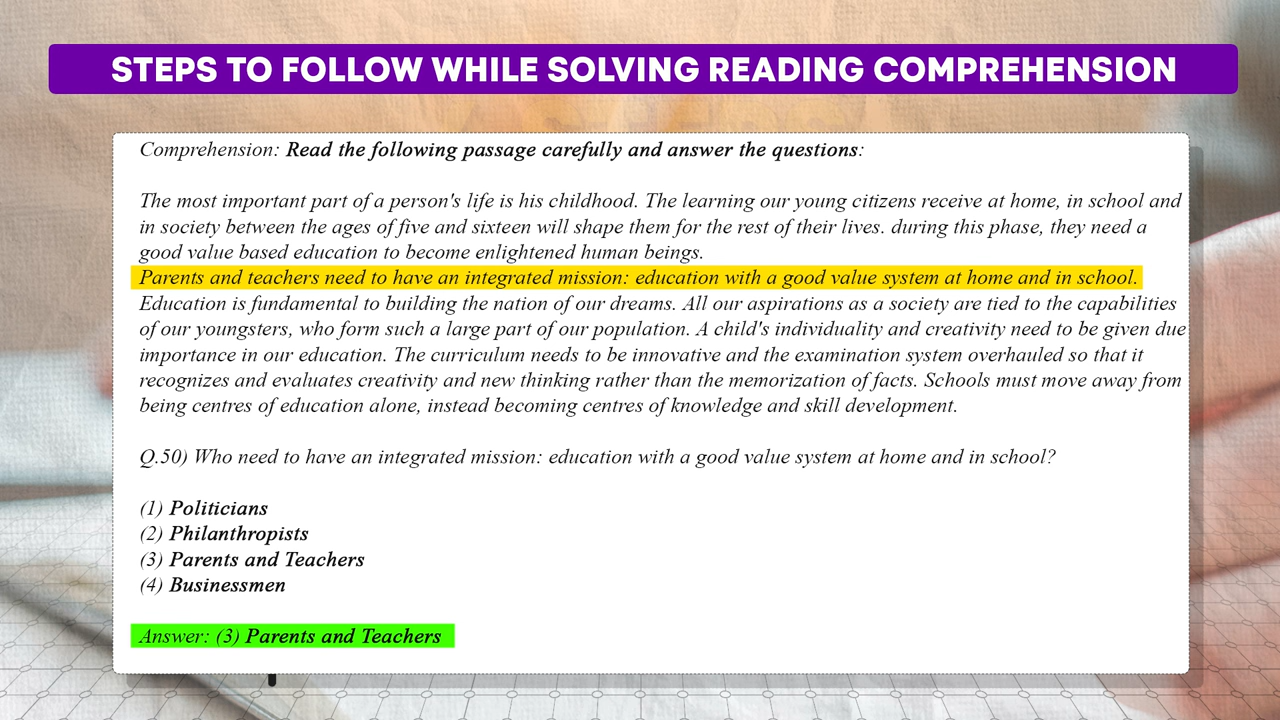 STEPS TO FOLLOW WHILE SOLVING READING COMPREHENSION
Comprehension: Read the following passage carefully and answer the questions:
The most important part of a person's life is his childhood. The learning our young citizens receive at home, in school and
in society between the ages of five and sixteen will shape them for the rest of their lives. during this phase, they need a
good value based education to become enlightened human beings.
Parents and teachers need to have an integrated mission: education with a good value system at home and in school.
Education is fundamental to building the nation of our dreams. All our aspirations as a society are tied to the capabilities
of our youngsters, who form such a large part of our population. A child's individuality and creativity need to be given due
importance in our education. The curriculum needs to be innovative and the examination system overhauled so that it
recognizes and evaluates creativity and new thinking rather than the memorization of facts. Schools must move away from
being centres of education alone, instead becoming centres of knowledge and skill development.
Q.50) Who need to have an integrated mission: education with a good value system at home and in school?
(1) Politicians
(2) Philanthropists
(3) Parents and Teachers
(4) Businessmen
Answer: (3) Parents and Teachers